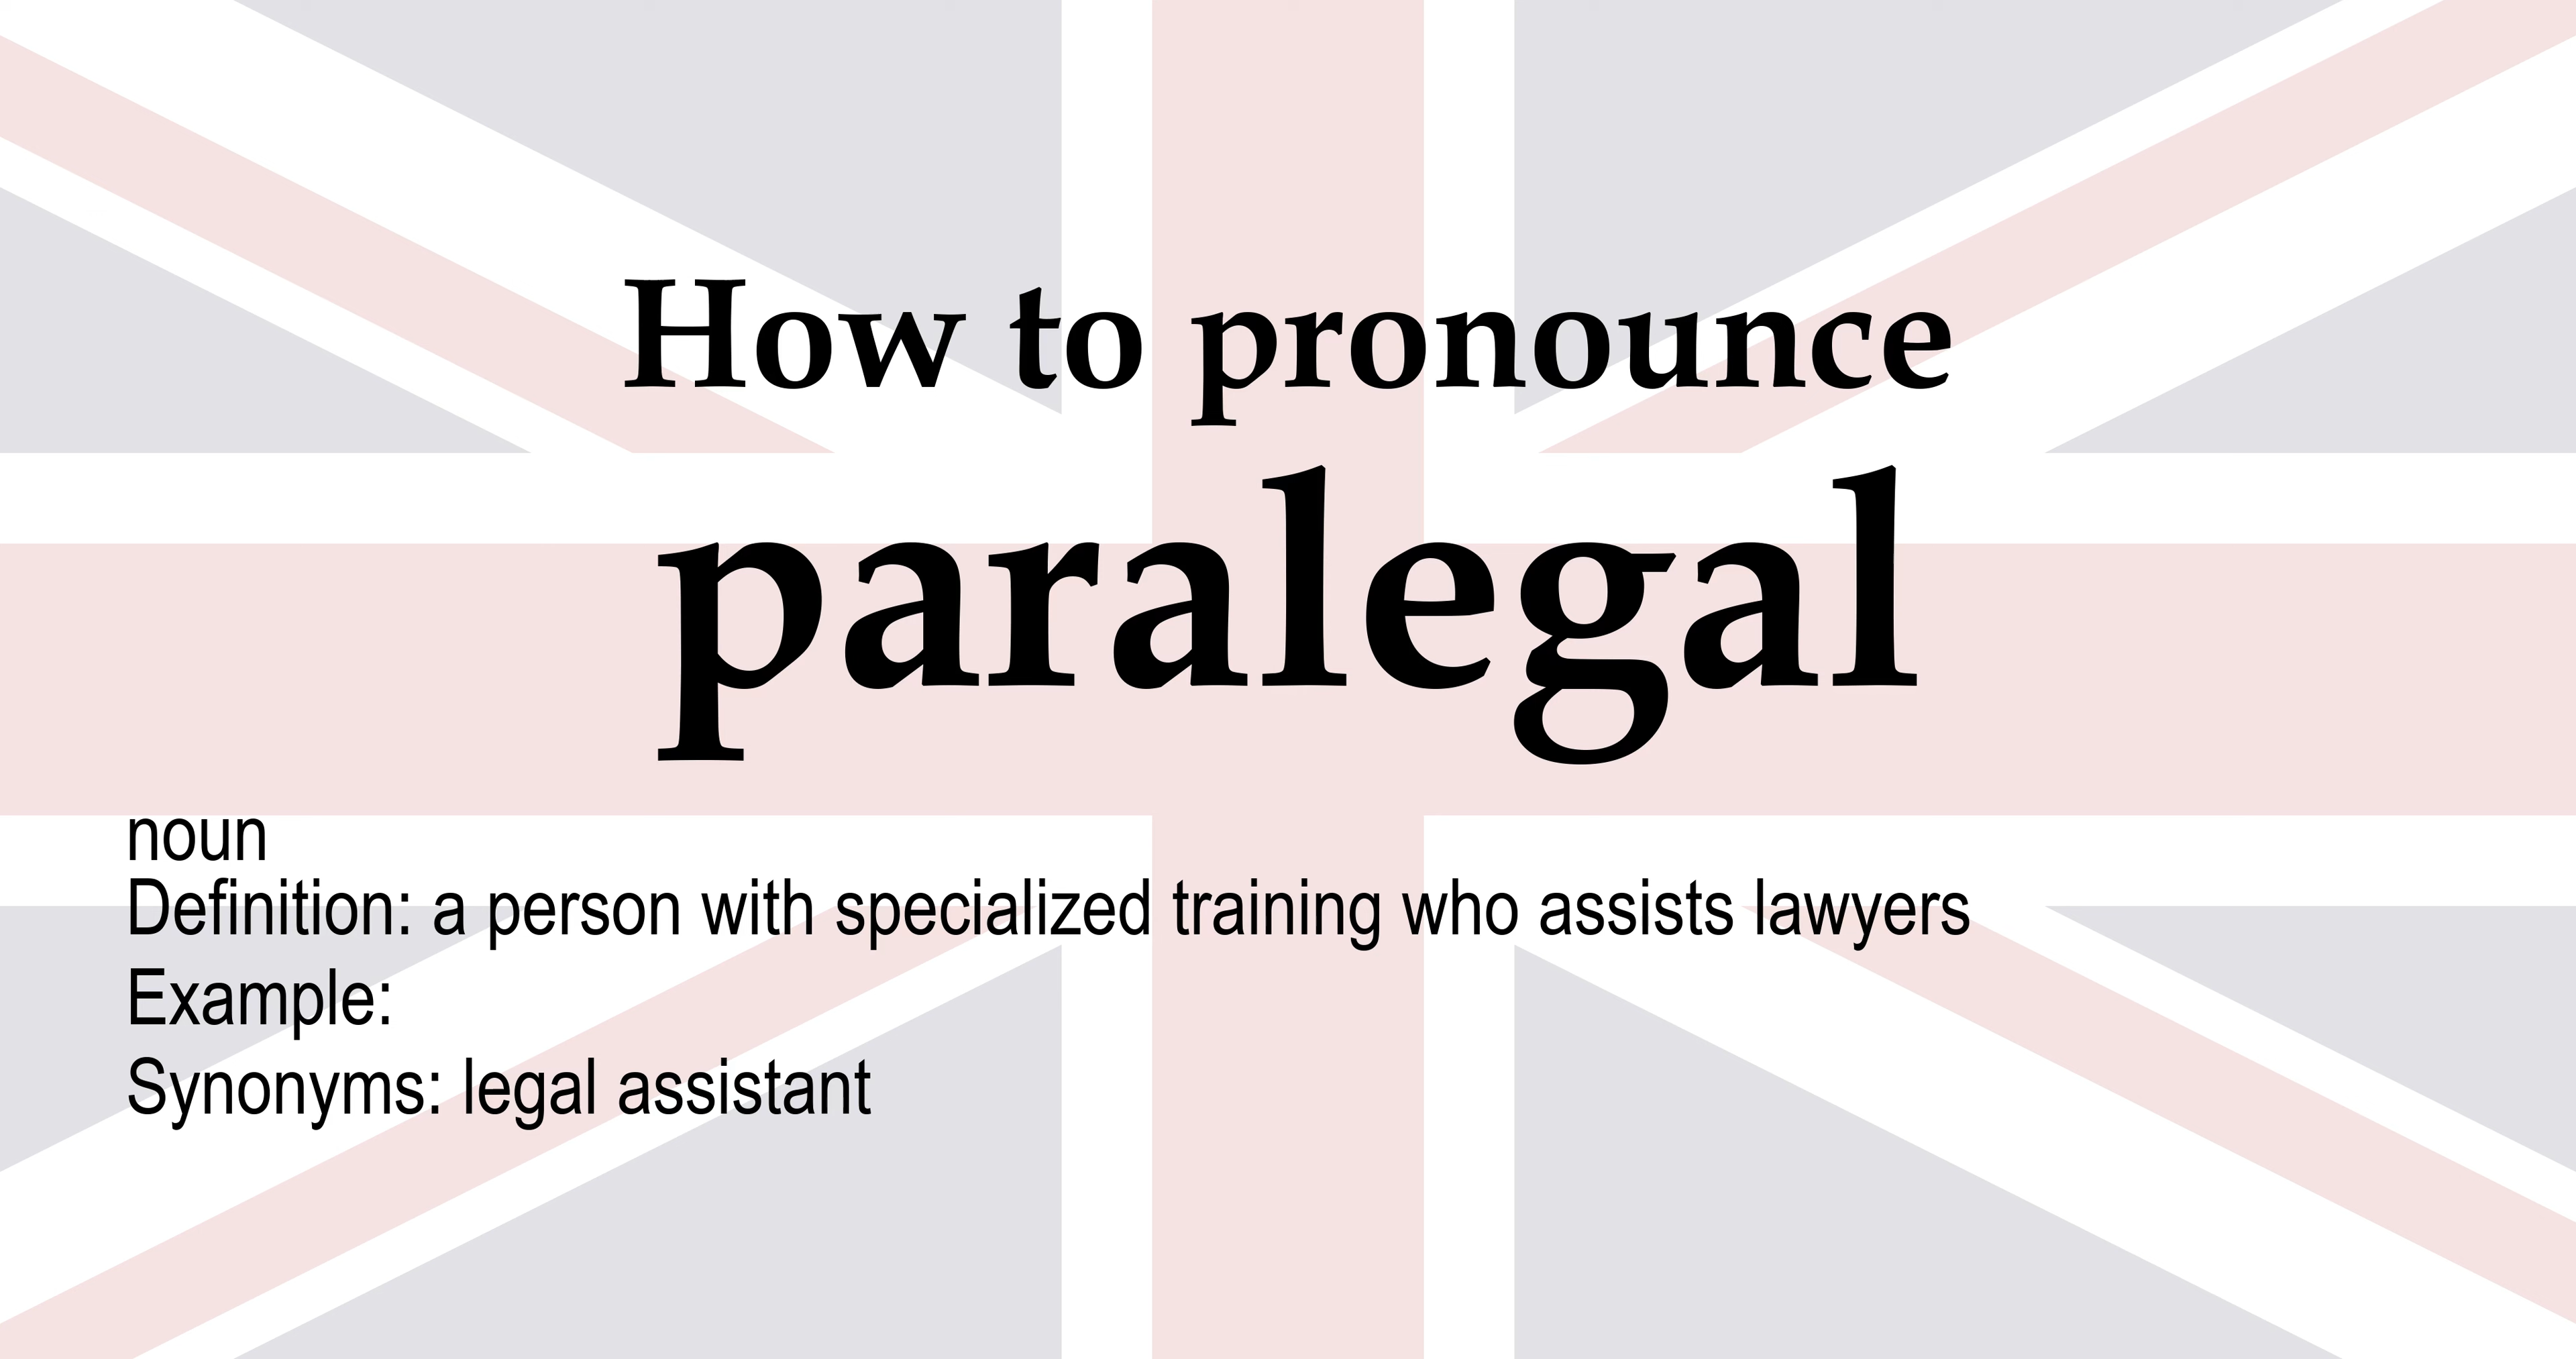 How to pronounce
paralegal
noun
Definition: a person with specialized training who assists lawyers
Example:
Synonyms: legal assistant